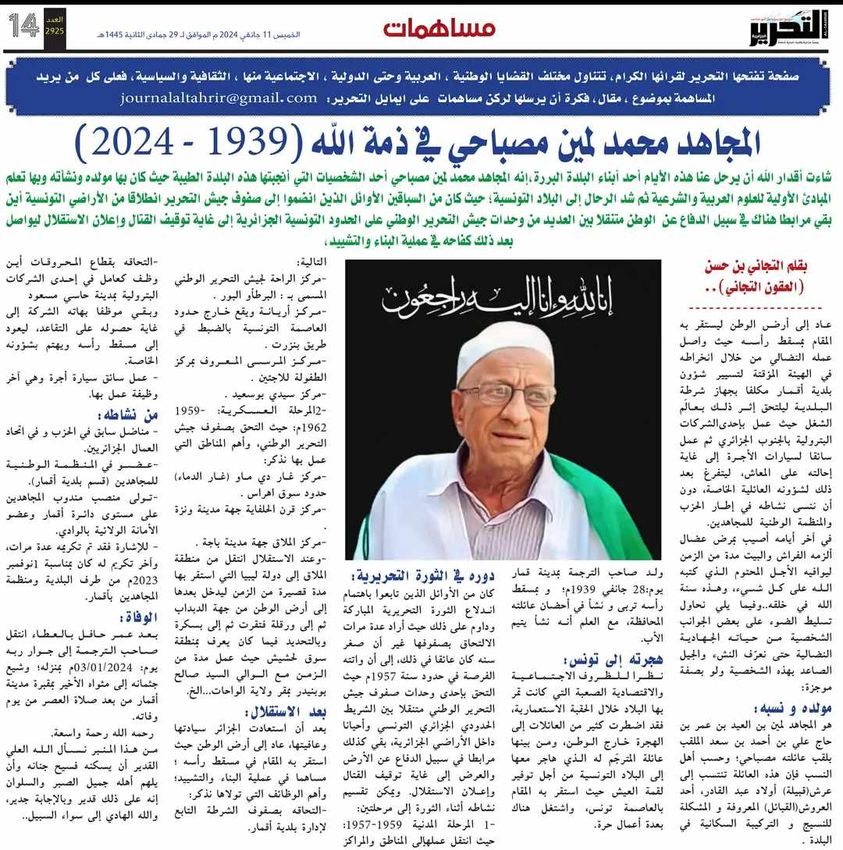 14
العدد
2925
الخميس 11 جانفي 2024 م الموافق لـ 29 جمادى الثانية 1445هـ
مساهمات
التحرير
صفحة تفتحها التحرير لقرائها الكرام، تتناول مختلف القضايا الوطنية ، العربية وحتى الدولية ، الاجتماعية منها ، الثقافية والسياسية، فعلى كل من يريد
المساهمة بموضوع ، مقال، فكرة أن يرسلها لركن مساهمات على ايمايل التحرير: journalaltahrir@gmail.com
المجاهد محمد لمين مصباحي في ذمة الله (1939 - 2024)
شاءت أقدار الله أن يرحل عنا هذه الأيام أحد أبناء البلدة البررة، إنه المجاهد محمد لمين مصباحي أحد الشخصيات التي أنجبتها هذه البلدة الطيبة حيث كان بها مولده ونشأته وبها تعلم
المبادئ الأولية للعلوم العربية والشرعية ثم شد الرحال إلى البلاد التونسية؛ حيث كان من السباقين الأوائل الذين انضموا إلى صفوف جيش التحرير انطلاقا من الأراضي التونسية أين
بقي مرابطا هناك في سبيل الدفاع عن الوطن متنقلا بين العديد من وحدات جيش التحرير الوطني على الحدود التونسية الجزائرية إلى غاية توقيف القتال وإعلان الاستقلال ليواصل
بعد ذلك كفاحه في عملية البناء والتشييد،
بقلم التجاني بن حسن
(العقون التجاني)..
عاد إلى أرض الوطن ليستقر به
المقام بمسقط رأسه حيث واصل
عمله النضالي من خلال انخراطه
في الهيئة المؤقتة لتسيير شؤون
بلدية أقمار مكلفا بجهاز شرطة
البلدية ليلتحق إثر ذلك بعالم
الشغل حيث عمل بإحدى الشركات
البترولية بالجنوب الجزائري ثم عمل
سائقا لسيارات الأجرة إلى غاية
إحالته على المعاش، ليتفرغ بعد
ذلك لشؤونه العائلية الخاصة، دون
أن ننسى نشاطه في إطار الحزب
والمنظمة الوطنية للمجاهدين.
في آخر أيامه أصيب بمرض عضال
ألزمه الفراش والبيت مدة من الزمن
ليوافيه الأجل المحتوم الذي كتبه
الله على كل شيء، وهذه سنة
الله في خلقه..وفيما يلي نحاول
تسليط الضوء على بعض الجوانب
الشخصية من حياته الجهادية
النضالية حتى نعرّف النش‏ء والجيل
الصاعد بهاته الشخصية ولو بصفة
موجزة:
مولده و نسبه:
هو المجاهد لمين بن العيد بن عمر بن
حاج علي بن أحمد بن سعد الملقب
بلقب عائلته مصباحي؛ وحسب أهل
النسب فإن هذه العائلة تنتسب إلى
عرش(قبيلة) أولاد عبد القادر، أحد
العروش(القبائل) المعروفة و المشكلة
للنسيج و التركيبة السكانية في
البلدة .
إنا لله وإنا إليه راجعون
ولد صاحب الترجمة بمدينة قمار
يوم:28 جانفي 1939م؛ و بمسقط
رأسه تربى و نشأ في أحضان عائلته
المحافظة، مع العلم أنه نشأ يتيم
الأب.
هجرته إلى تونس:
نظرا للظروف الاجتماعية
والاقتصادية الصعبة التي كانت تمر
بها البلاد خلال الحقبة الاستعمارية،
فقد اضطرت كثير من العائلات إلى
الهجرة خارج الوطن، ومن بينها
عائلة المترجَم له الذي هاجر معها
إلى البلاد التونسية من أجل توفير
لقمة العيش حيث استقر به المقام
بالعاصمة تونس، واشتغل هناك
بعدة أعمال حرة.
دوره في الثورة التحريرية:
كان من الأوائل الذين تابعوا باهتمام
اندلاع الثورة التحريرية المباركة
وداوم على ذلك حيث أراد عدة مرات
الالتحاق بصفوفها غير أن صغر
سنه كان عائقا في ذلك، إلى أن واتته
الفرصة في حدود سنة 1957م حيث
التحق بإحدى وحدات صفوف جيش
التحرير الوطني متنقلا بين الشريط
الحدودي الجزائري التونسي وأحيانا
داخل الأراضي الجزائرية، بقي كذلك
مرابطا في سبيل الدفاع عن الأرض
والعرض إلى غاية توقيف القتال
وإعلان الاستقلال. ويمكن تقسيم
نشاطه أثناء الثورة إلى مرحلتين:
-1 المرحلة المدنية 1959-1957:
حيث انتقل عملهإلى المناطق والمراكز
التالية:
-مركز الراحة لجيش التحرير الوطني
المسمى بـ : البرطأو البور .
-مركز أريانة ويقع خارج حدود
العاصمة التونسية بالضبط في
طريق بنزرت .
-مركز المرسى المعروف بمركز
الطفولة للاجئين .
-مركز سيدي بوسعيد .
-2المرحلة العسكرية: -1959
1962م: حيث التحق بصفوف جيش
التحرير الوطني، وأهم المناطق التي
عمل بها نذكر:
-مركز غار دي ماو (غار الدماء)
حدود سوق اهراس .
-مركز قرن الحلفاية جهة مدينة ونزة
.
-مركز الملاق جهة مدينة باجة .
-وعند الاستقلال انتقل من منطقة
الملاق إلى دولة ليبيا التي استقر بها
مدة قصيرة من الزمن ليدخل بعدها
إلى أرض الوطن من جهة الدبداب
ثم إلى ورقلة فتقرت ثم إلى بسكرة
وبالتحديد فيما كان يعرف بمنطقة
سوق لخشيش حيث عمل مدة من
الزمن مع الوالي السيد صالح
بوبنيدر بمقر ولاية الواحات...الخ.
بعد الاستقلال:
بعد أن استعادت الجزائر سيادتها
وعافيتها، عاد إلى أرض الوطن حيث
استقر به المقام في مسقط رأسه ؛
مساهما في عملية البناء والتشييد؛
وأهم الوظائف التي تولاها نذكر:
-التحاقه بصفوف الشرطة التابع
لإدارة بلدية أقمار.
-التحاقه بقطاع المحروقات أين
وظف كعامل في إحدى الشركات
البترولية بمدينة حاسي مسعود
وبقي موظفا بهاته الشركة إلى
غاية حصوله على التقاعد، ليعود
إلى مسقط رأسه ويهتم بشؤونه
الخاصة.
- عمل سائق سيارة أجرة وهي آخر
وظيفة عمل بها.
من نشاطه:
- مناضل سابق في الحزب و في اتحاد
العمال الجزائريين.
-عضو في المنظمة الوطنية
للمجاهدين (قسم بلدية أقمار).
-تولى منصب مندوب المجاهدين
على مستوى دائرة أقمار وعضو
الأمانة الولائية بالوادي.
- للإشارة فقد تم تكريمه عدة مرات،
وآخر تكريم له كان بمناسبة 1نوفمبر
2023م من طرف البلدية ومنظمة
المجاهدين بأقمار.
الوفاة:
بعد عمر حافل بالعطاء انتقل
صاحب الترجمة إلى جوار ربه
يوم: 03/01/2024م بمنزله؛ وشيع
جثمانه إلى مثواه الأخير بمقبرة مدينة
أقمار من بعد صلاة العصر من يوم
وفاته.
رحمه الله رحمة واسعة.
من هذا المنبر نسأل الله العلي
القدير أن يسكنه فسيح جنانه وأن
يلهم أهله جميل الصبر والسلوان
إنه على ذلك قدير وبالإجابة جدير،
والله الهادي إلى سواء السبيل..